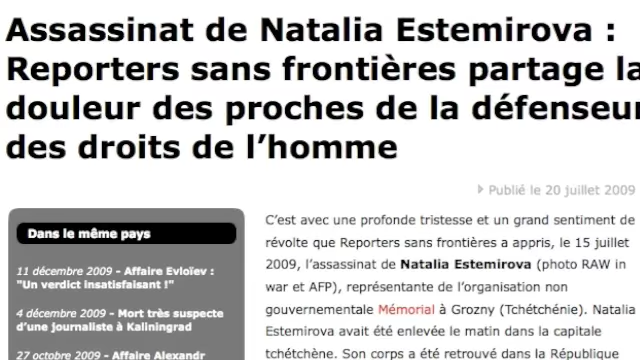 Assassinat de Natalia Estemirova :
Reporters sans frontières partage la
douleur des proches de la défenseur
des droits de l’homme
Publié le 20 juillet 2009
Dans le même pays
11 décembre 2009 - Affaire Evloïev :
"Un verdict insatisfaisant !"
4 décembre 2009 - Mort très suspecte
d’une journaliste à Kaliningrad
27 octobre 2009 - Affaire Alexandr
C’est avec une profonde tristesse et un grand sentiment de
révolte que Reporters sans frontières a appris, le 15 juillet
2009, l’assassinat de Natalia Estemirova (photo RAW in
war et AFP), représentante de l’organisation non
gouvernementale Mémorial à Grozny (Tchétchénie). Natalia
Estemirova avait été enlevée le matin dans la capitale
tchétchène. Son corps a été retrouvé dans la République